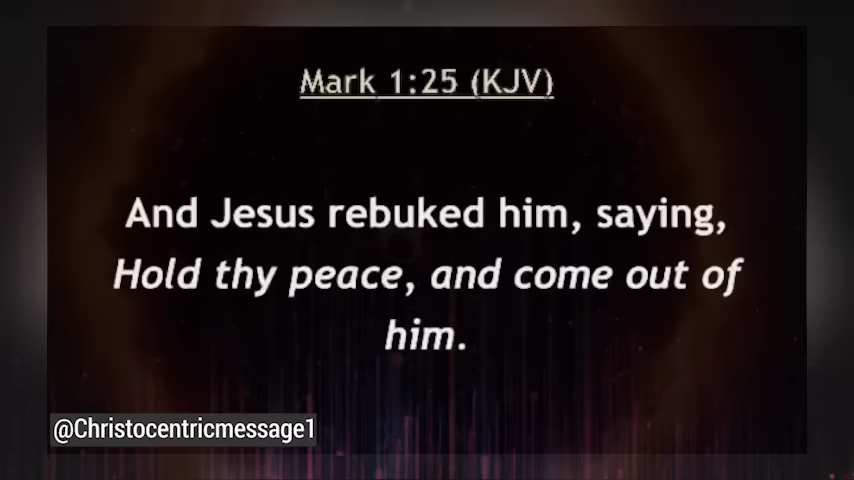 Mark 1:25 (KJV)
And Jesus rebuked him, saying,
Hold thy peace, and come out of
him.
@Christocentricmessage1